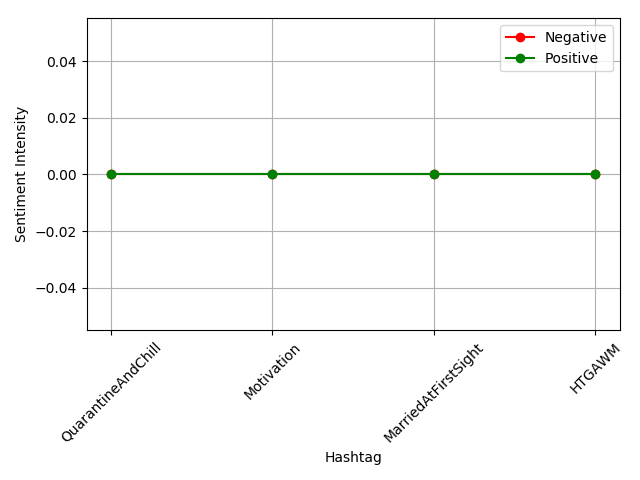 Negative
Positive
0.04
0.02
0.00
−0.02
−0.04
Sentiment Intensity
QuarantineAndChill
Motivation
MarriedAtFirstSight
HTGAWM
Hashtag